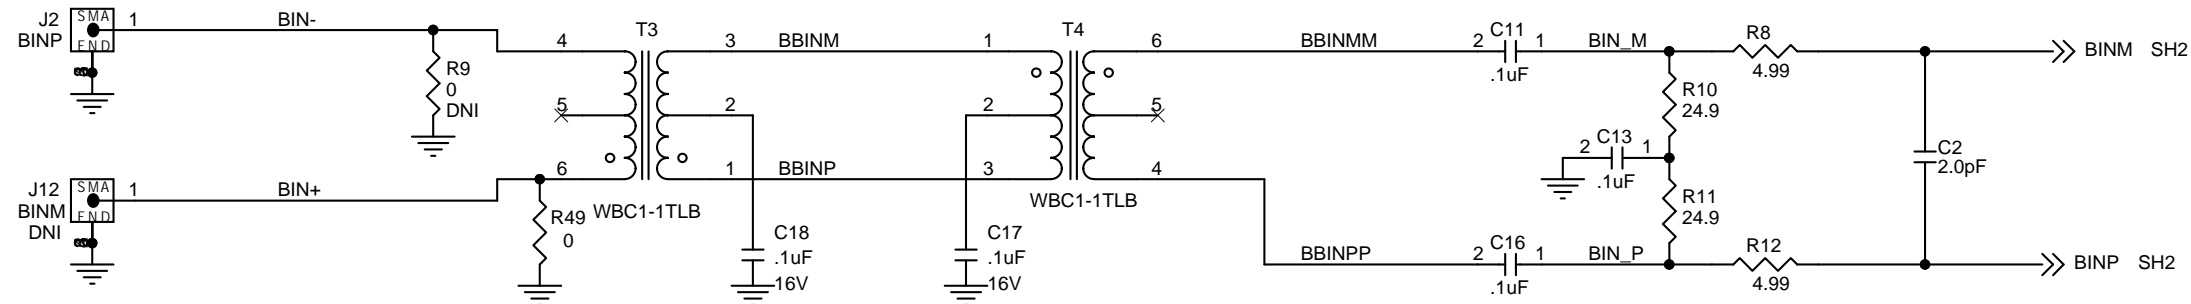 J2
BINP
SMA
END
1
BIN-
R9
0
DNI
J12
BINM
DNI
SMA
END
1
BIN+
R49
0
T3
4
5
6
3
2
1
WBC1-1TLB
BBINM
BBINP
C18
.1uF
16V
C17
.1uF
16V
T4
1
2
3
6
5
4
WBC1-1TLB
BBINMM
BBINPP
2
C11
1
.1uF
BIN_M
R8
4.99
R10
24.9
2
C13
1
.1uF
R11
24.9
2
C16
1
.1uF
BIN_P
R12
4.99
C2
2.0pF
BINM SH2
BINP SH2